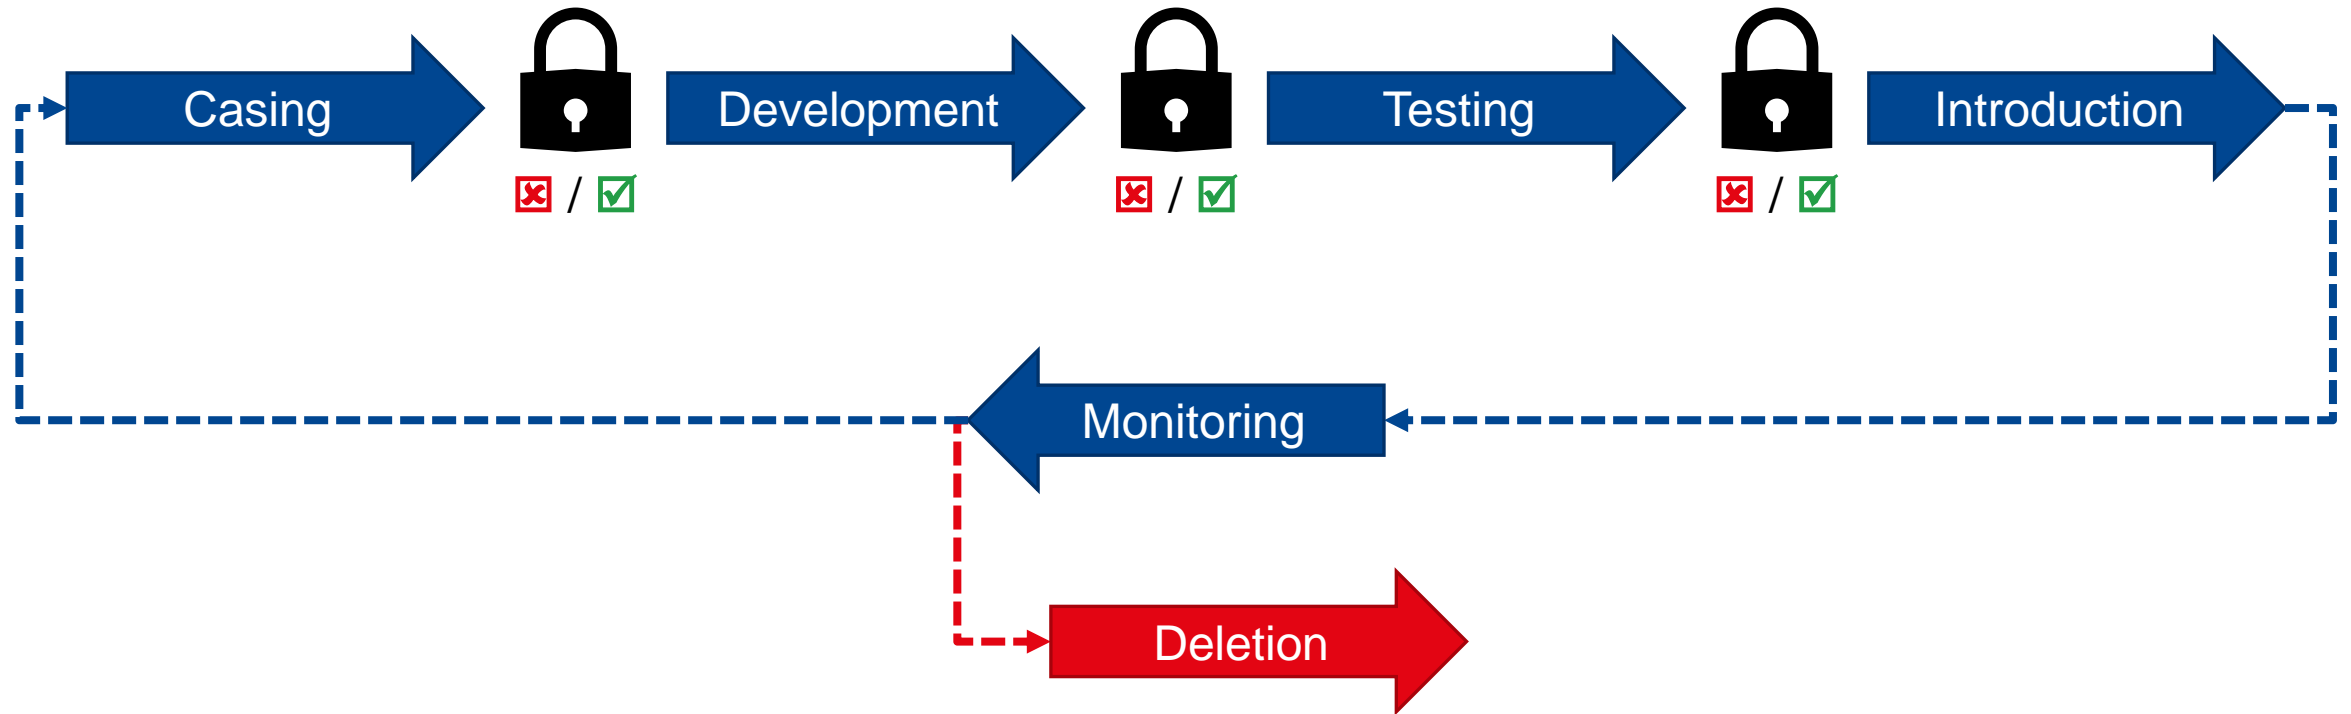 Casing
Development
Testing
Introduction
/
/
/
Monitoring
Deletion